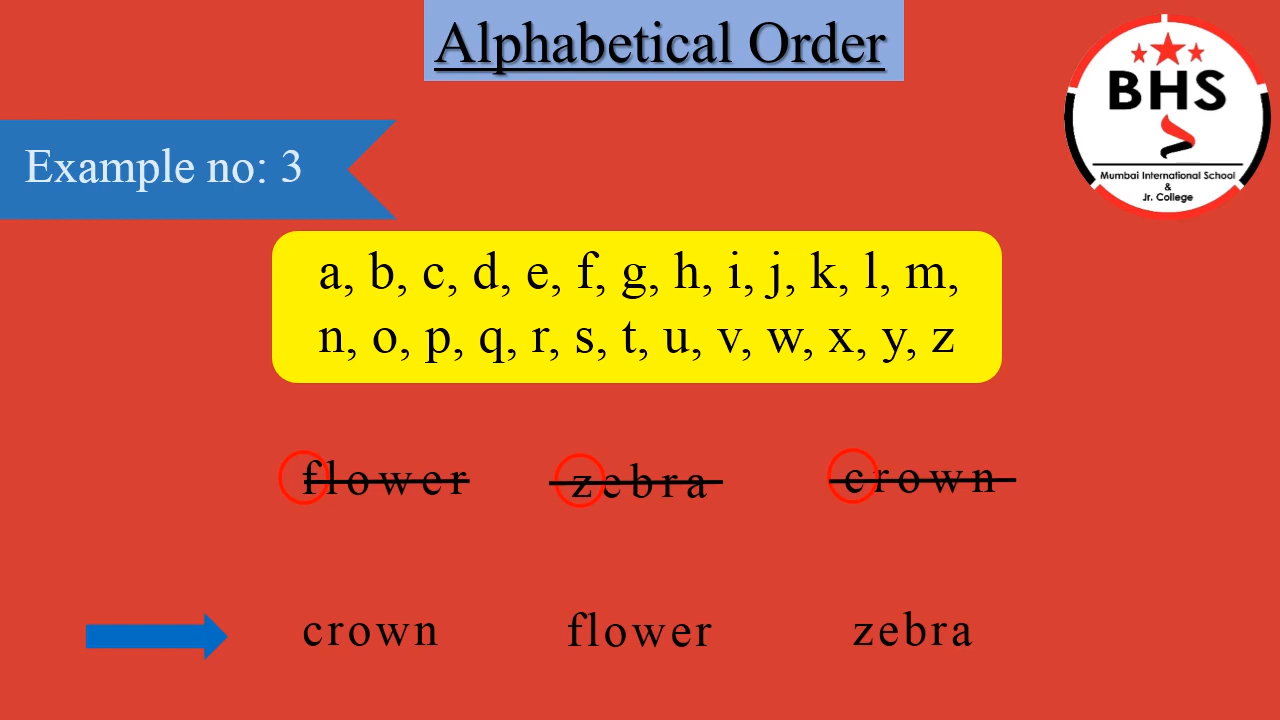 Alphabetical Order
BHS
Mumbai International School
&
Jr. College
Example no: 3
a, b, c, d, e, f, g, h, i, j, k, l, m,
n, o, p, q, r, s, t, u, v, w, x, y, z
flower zebra crown
crown flower zebra